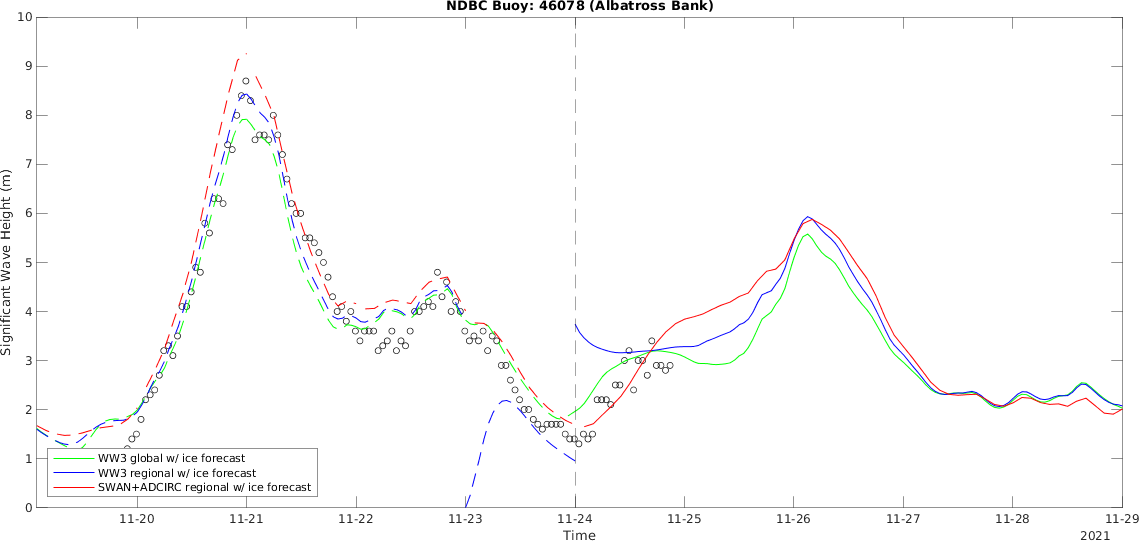 NDBC Buoy: 46078 (Albatross Bank)
10
9
8
7
6
5
4
3
2
1
0
Significant Wave Height (m)
WW3 global w/ ice forecast
WW3 regional w/ ice forecast
SWAN+ADCIRC regional w/ ice forecast
11-20 11-21 11-22 11-23 11-24 11-25 11-26 11-27 11-28 11-29
Time
2021